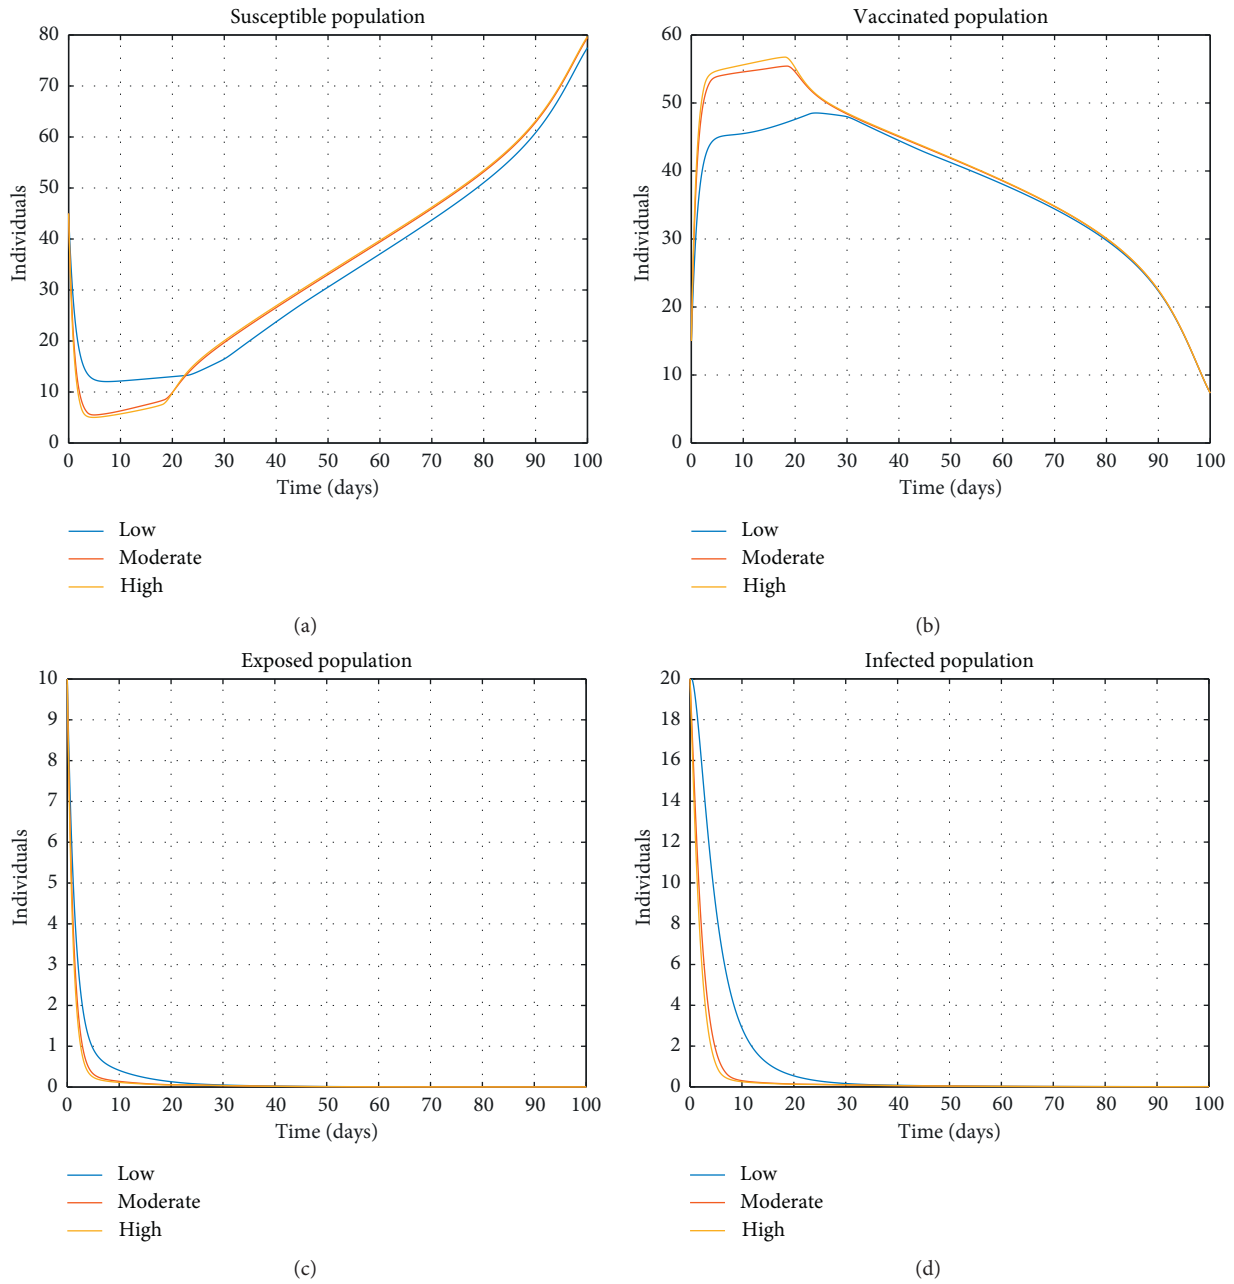 Susceptible population
80
70
60
50
40
30
20
10
0
Individuals
0 10 20 30 40 50 60 70 80 90 100
Time (days)
Low
Moderate
High
(a)
Vaccinated population
60
50
40
30
20
10
0
Individuals
0 10 20 30 40 50 60 70 80 90 100
Time (days)
Low
Moderate
High
(b)
Exposed population
10
9
8
7
6
5
4
3
2
1
0
Individuals
0 10 20 30 40 50 60 70 80 90 100
Time (days)
Low
Moderate
High
(c)
Infected population
20
18
16
14
12
10
8
6
4
2
0
Individuals
0 10 20 30 40 50 60 70 80 90 100
Time (days)
Low
Moderate
High
(d)